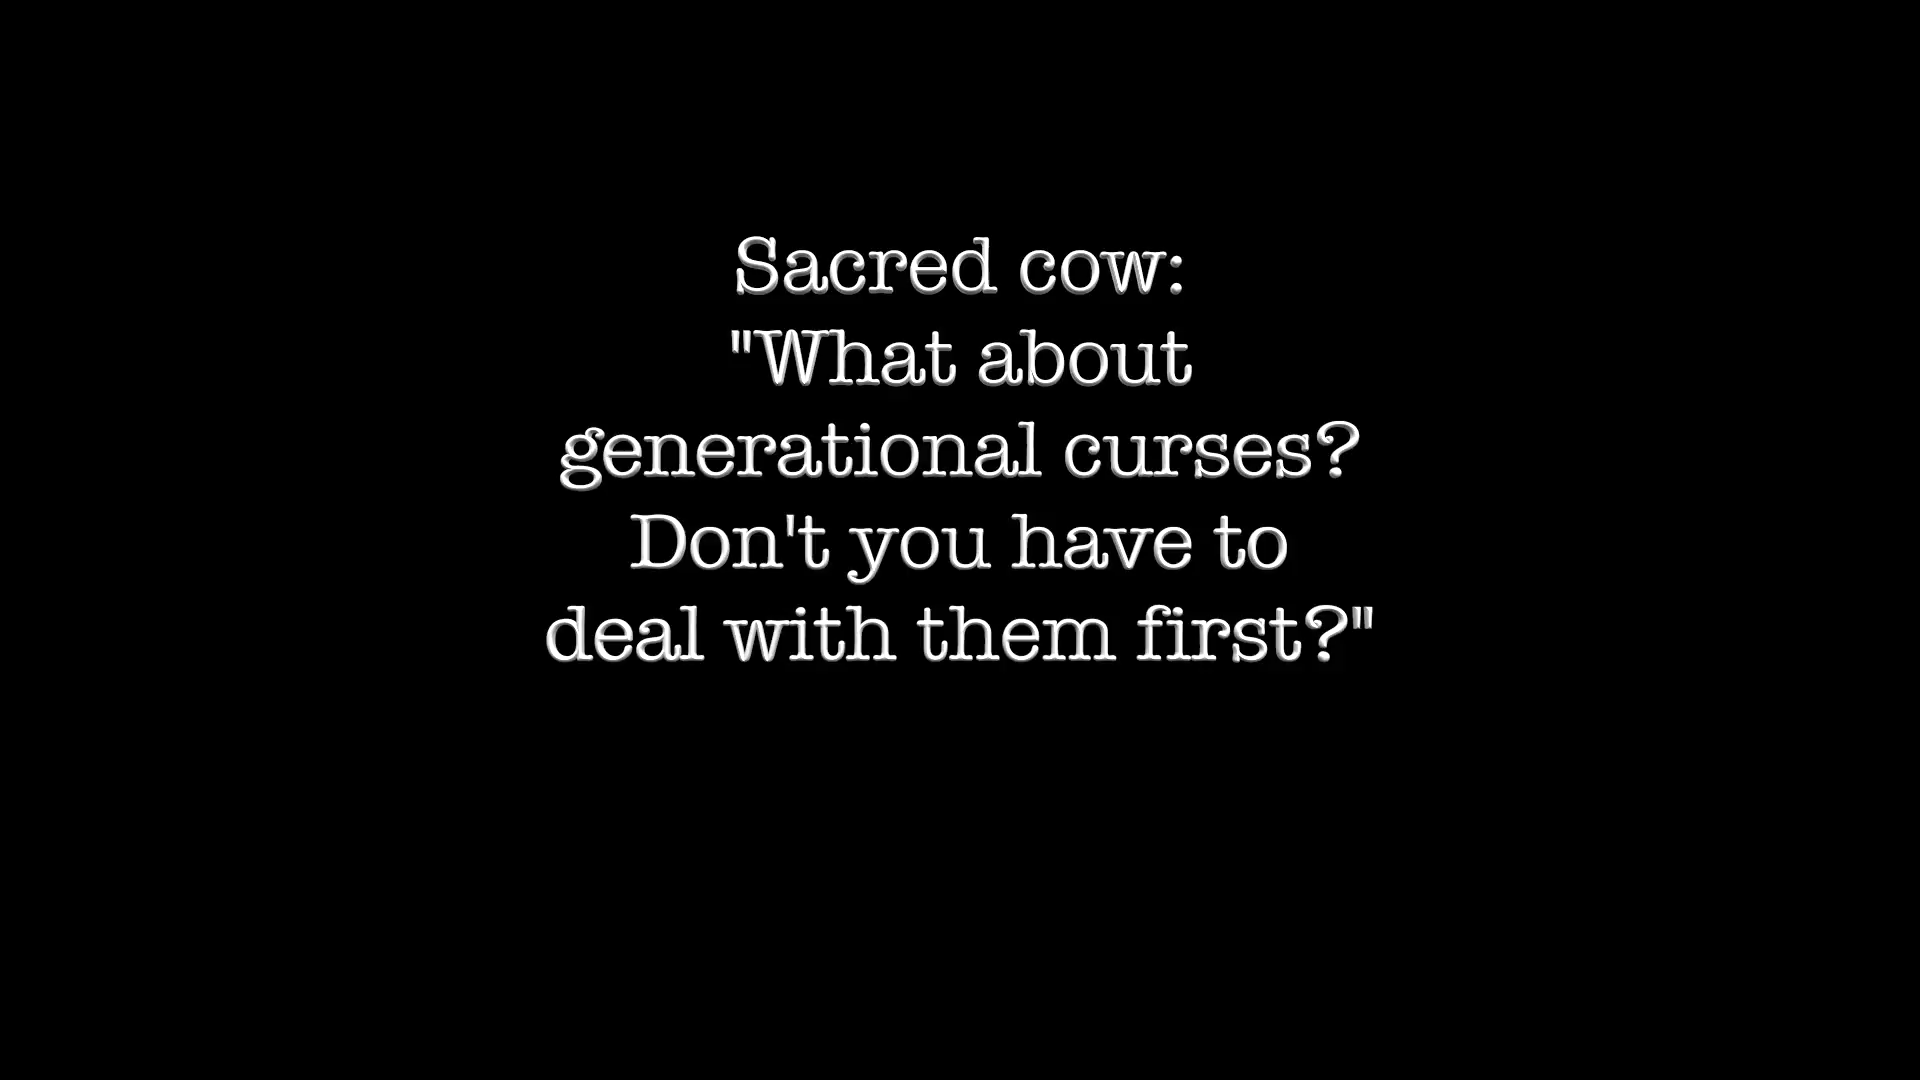 Sacred cow:
"What about
generational curses?
Don't you have to
deal with them first?"